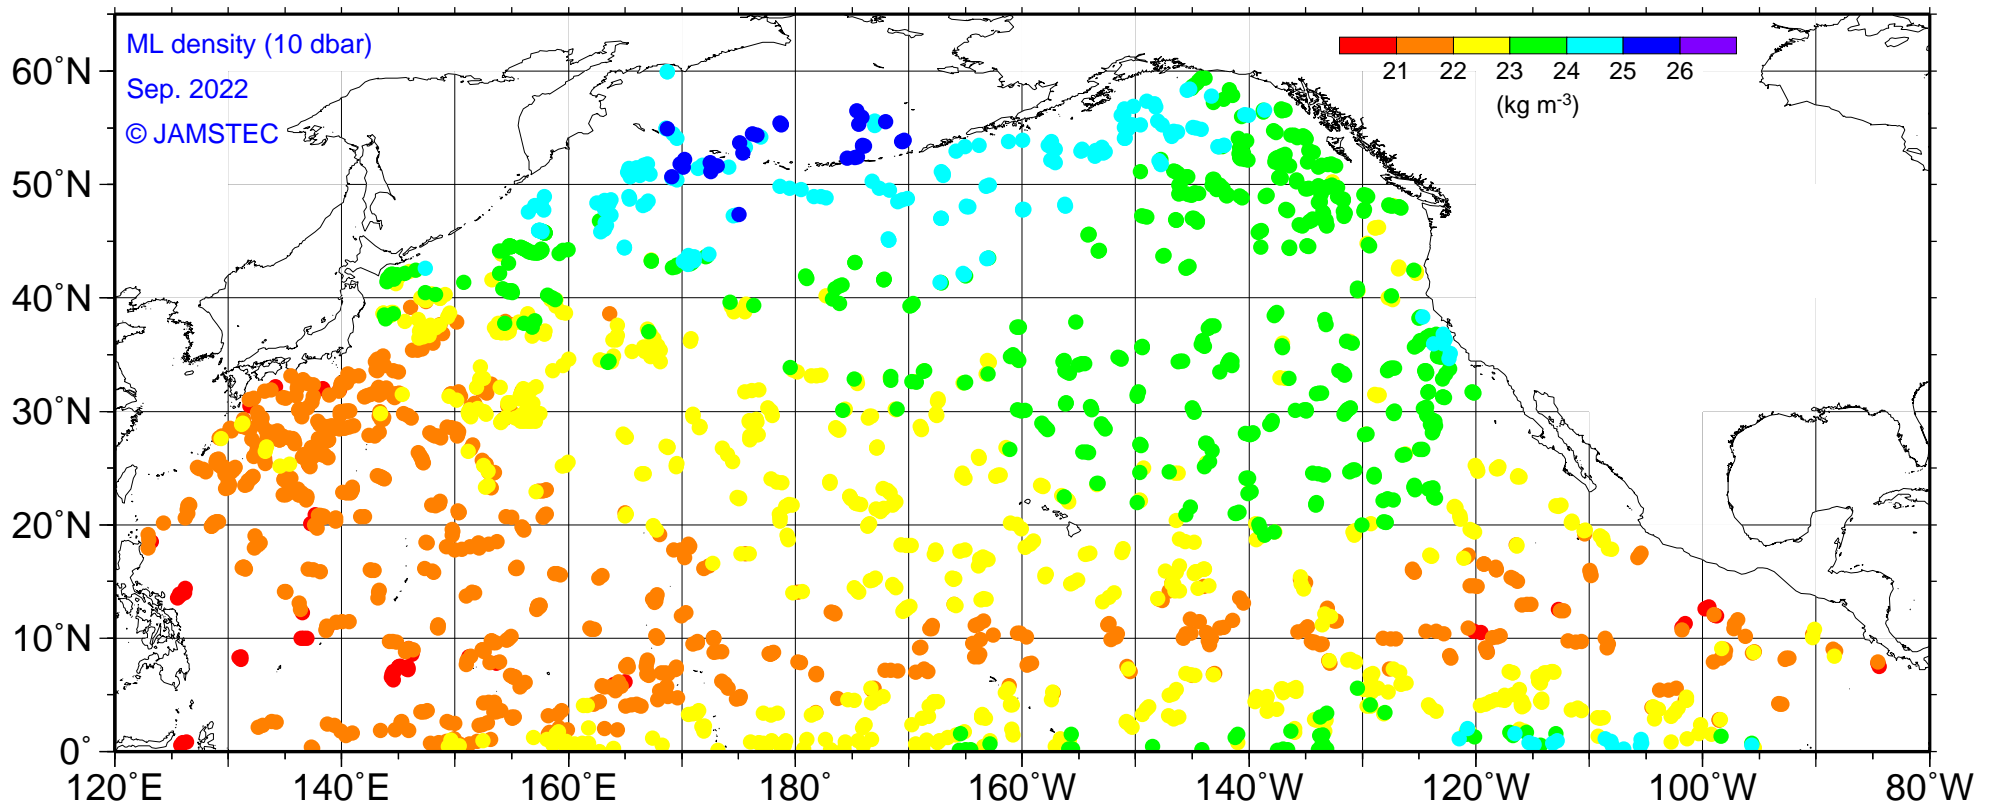 ML density (10 dbar)
Sep. 2022
© JAMSTEC
21 22 23 24 25 26
(kg m-3)
60˚N
50˚N
40˚N
30˚N
20˚N
10˚N
0˚
120˚E 140˚E 160˚E 180˚ 160˚W 140˚W 120˚W 100˚W 80˚W